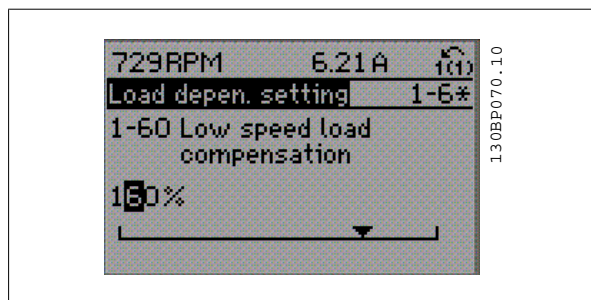 729RPM 6.21A 1(1)
Load depen. setting 1-6*
1-60 Low speed load
compensation
160%
130BP070.10